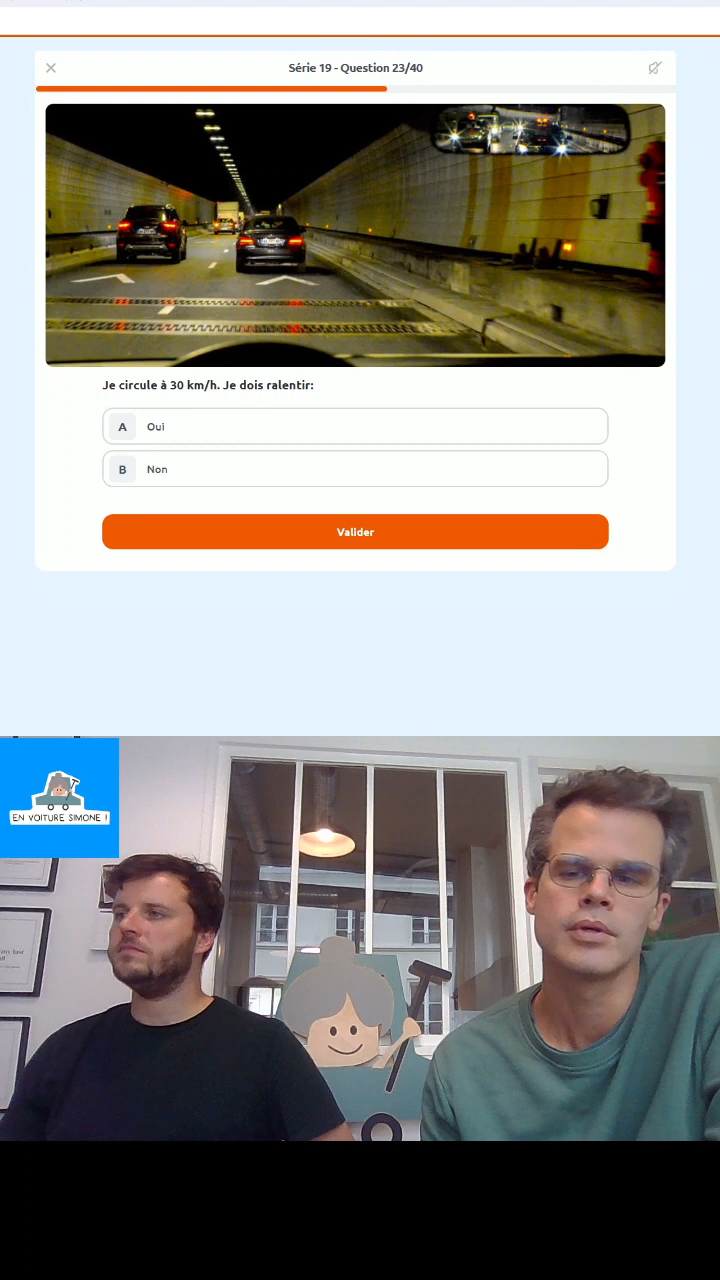 Série 19 - Question 23/40
Je circule à 30 km/h. Je dois ralentir:
A Oui
B Non
Valider
EN VOITURE SIMONE !